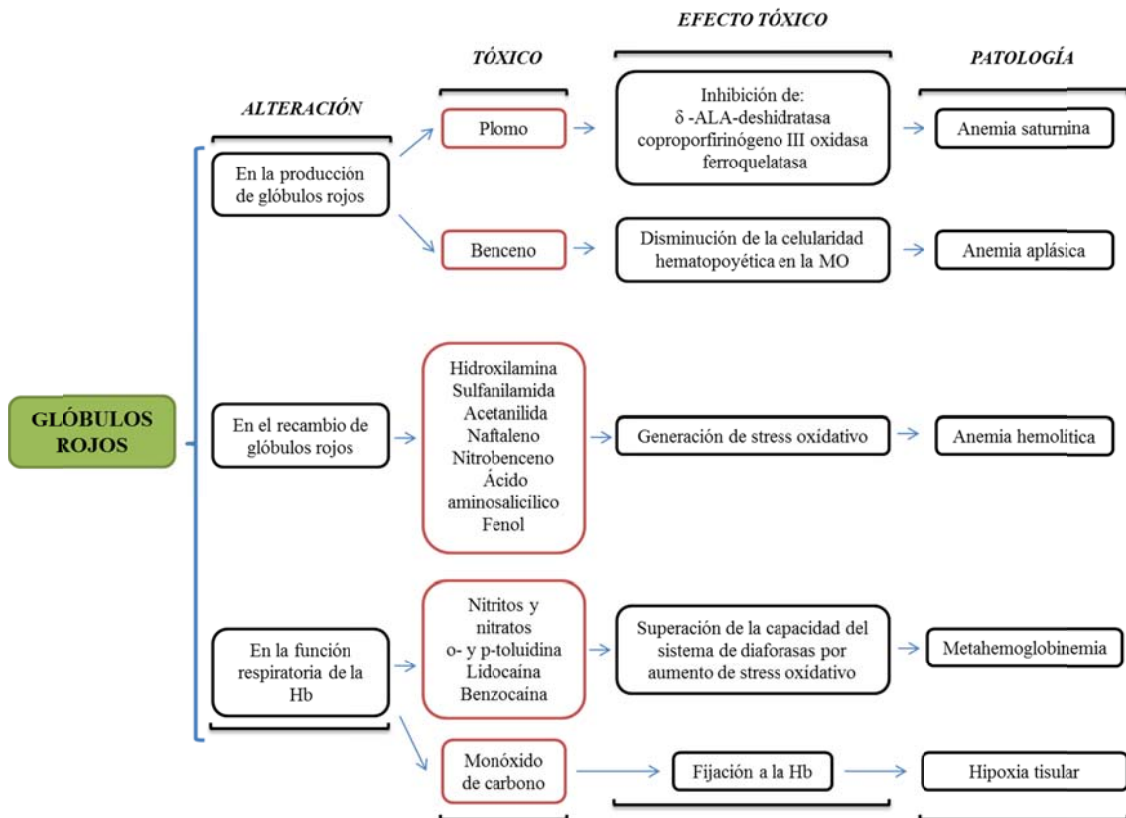 EFECTO TÓXICO
TÓXICO
PATOLOGÍA
ALTERACIÓN
GLÓBULOS
ROJOS
En la producción
de glóbulos rojos
Plomo
Inhibición de:
δ -ALA-deshidratasa
coproporfirinógeno III oxidasa
ferroquelatasa
Anemia saturnina
Benceno
Disminución de la celularidad
hematopoyética en la MO
Anemia aplásica
En el recambio de
glóbulos rojos
Hidroxilamina
Sulfanilamida
Acetanilida
Naftaleno
Nitrobenceno
Ácido
aminosalicílico
Fenol
Generación de stress oxidativo
Anemia hemolitica
En la función
respiratoria de la
Hb
Nitritos y
nitratos
o- y p-toluidina
Lidocaína
Benzocaína
Superación de la capacidad del
sistema de diaforasas por
aumento de stress oxidativo
Metahemoglobinemia
Monóxido
de carbono
Fijación a la Hb
Hipoxia tisular